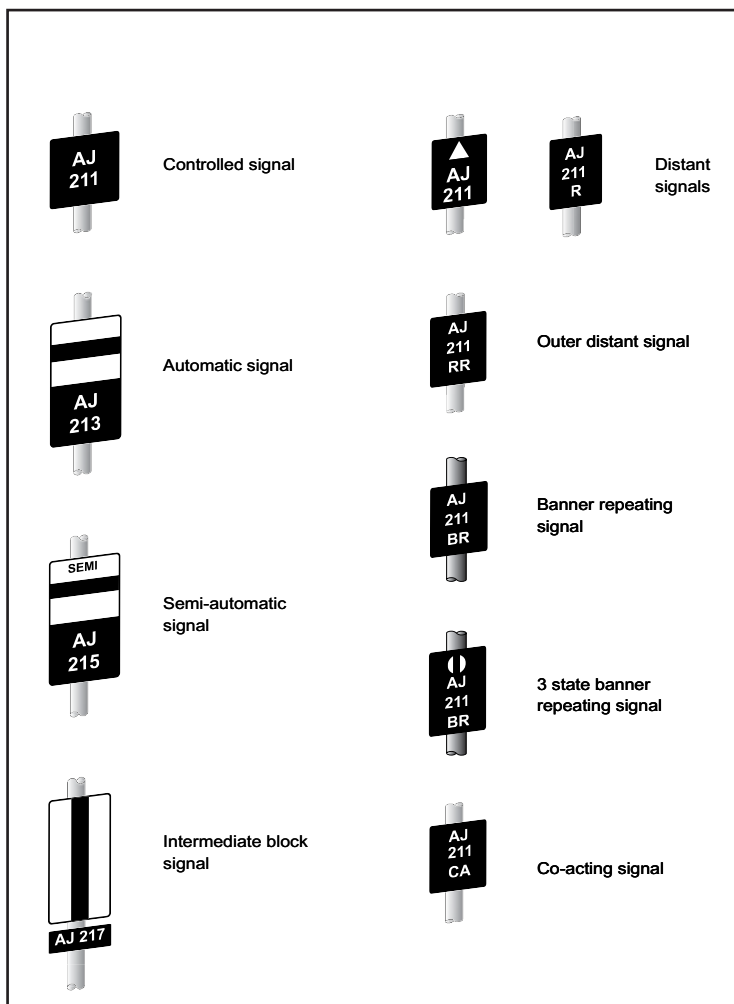 AJ
211
Controlled signal
AJ
213
Automatic signal
SEMI
AJ
215
Semi-automatic
signal
Intermediate block
signal
AJ 217
AJ
211
AJ
211
R
Distant
signals
AJ
211
RR
Outer distant signal
AJ
211
BR
Banner repeating
signal
AJ
211
BR
3 state banner
repeating signal
AJ
211
CA
Co-acting signal